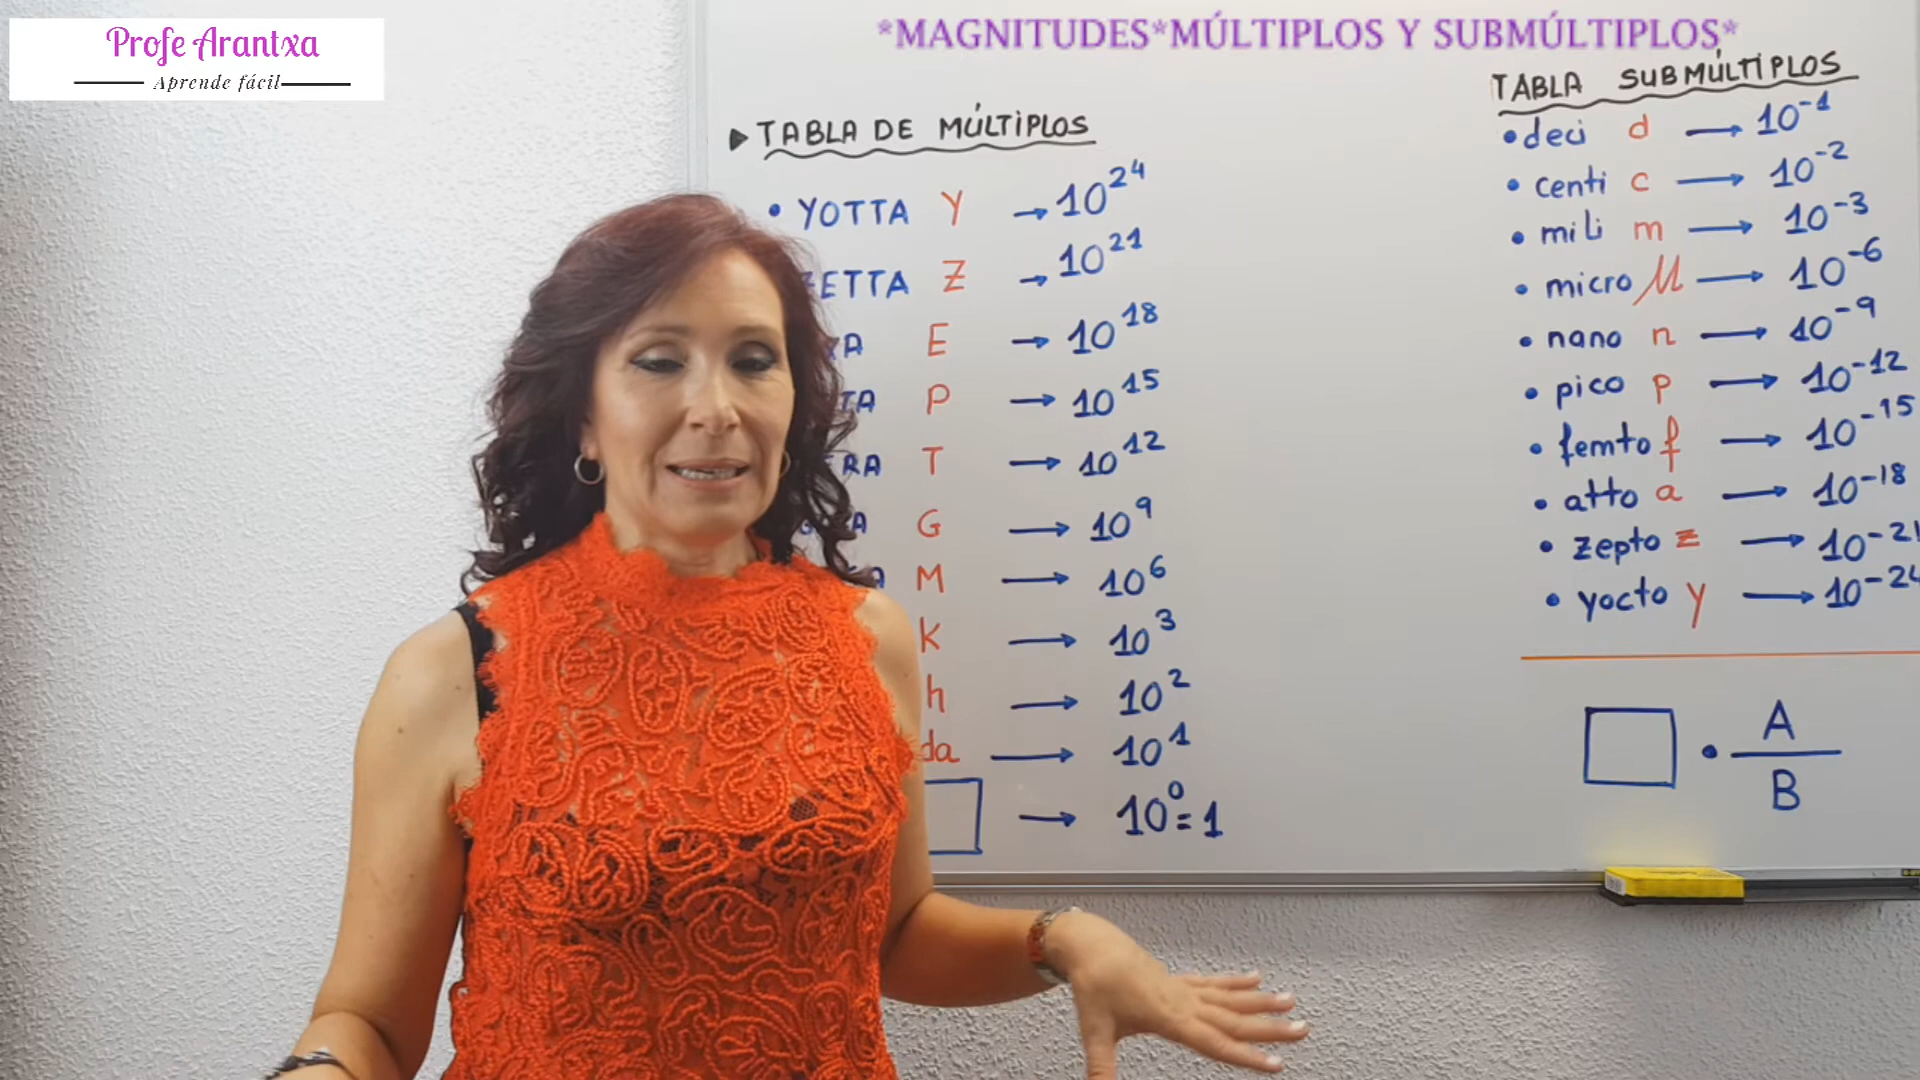 Profe Arantxa
Aprende fácil
*MAGNITUDES*MÚLTIPLOS Y SUBMÚLTIPLOS*
TABLA DE MÚLTIPLOS
• YOTTA Y → 10²⁴
ETTA Z → 10²¹
XA E → 10¹⁸
TA P → 10¹⁵
RA T → 10¹²
G A G → 10⁹
A M → 10⁶
K → 10³
h → 10²
da → 10¹
→ 10⁰=1
TABLA SUBMÚLTIPLOS
• deci d → 10⁻¹
• centi c → 10⁻²
• mili m → 10⁻³
• micro µ → 10⁻⁶
• nano n → 10⁻⁹
• pico p → 10⁻¹²
• femto f → 10⁻¹⁵
• atto a → 10⁻¹⁸
• zepto z → 10⁻²¹
• yocto y → 10⁻²⁴
• A
B